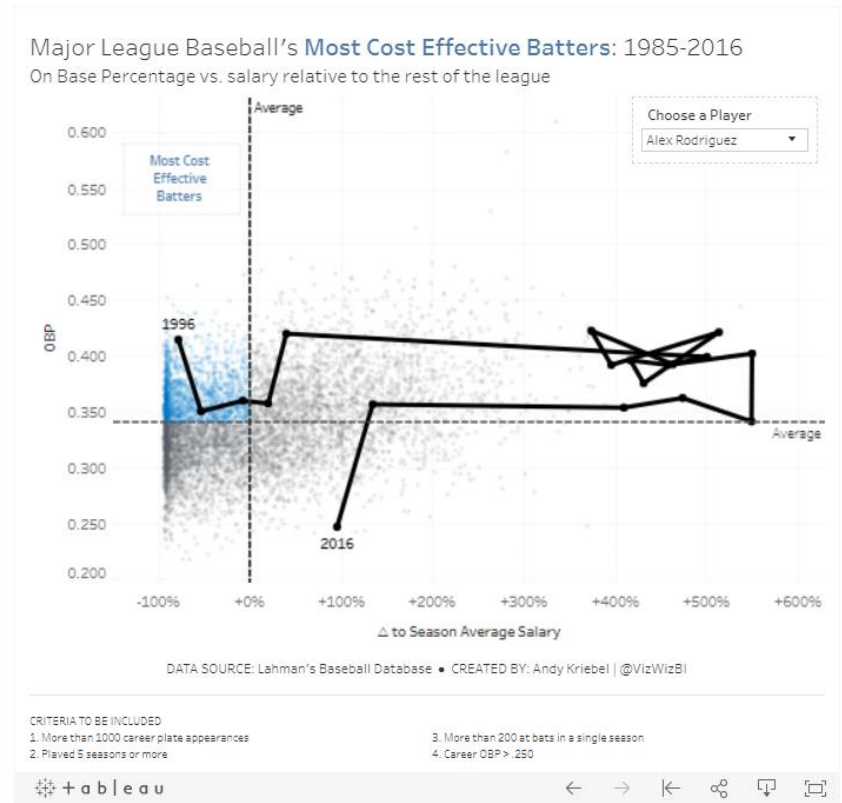 Major League Baseball's Most Cost Effective Batters: 1985-2016
On Base Percentage vs. salary relative to the rest of the league
Average
Choose a Player
Alex Rodriguez
Most Cost
Effective
Batters
0.600
0.550
0.500
0.450
0.400
0.350
0.300
0.250
0.200
OBP
1996
2016
Average
-100%
+0%
+100%
+200%
+300%
+400%
+500%
+600%
△ to Season Average Salary
DATA SOURCE: Lahman's Baseball Database • CREATED BY: Andy Kriebel | @VizWizBI
CRITERIA TO BE INCLUDED
1. More than 1000 career plate appearances
2. Played 5 seasons or more
3. More than 200 at bats in a single season
4. Career OBP > .250
+ableau